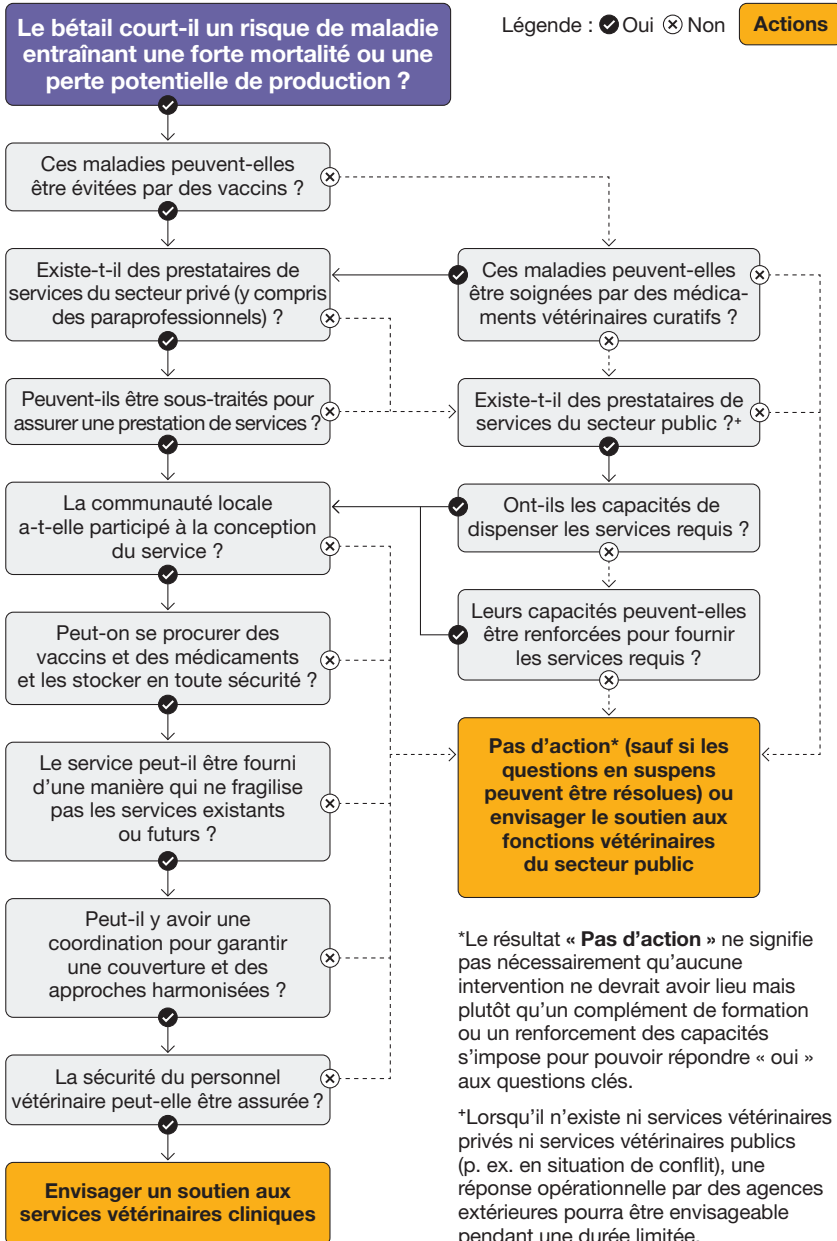 Le bétail court-il un risque de maladie
entraînant une forte mortalité ou une
perte potentielle de production ?
Légende : Oui Non
Actions
Ces maladies peuvent-elles
être évitées par des vaccins ?
Existe-t-il des prestataires de
services du secteur privé (y compris
des paraprofessionnels) ?
Ces maladies peuvent-elles
être soignées par des médica-
ments vétérinaires curatifs ?
Peuvent-ils être sous-traités pour
assurer une prestation de services ?
Existe-t-il des prestataires de
services du secteur public ?⁺
La communauté locale
a-t-elle participé à la conception
du service ?
Ont-ils les capacités de
dispenser les services requis ?
Peut-on se procurer des
vaccins et des médicaments
et les stocker en toute sécurité ?
Leurs capacités peuvent-elles
être renforcées pour fournir
les services requis ?
Le service peut-il être fourni
d’une manière qui ne fragilise
pas les services existants
ou futurs ?
Pas d’action* (sauf si les
questions en suspens
peuvent être résolues) ou
envisager le soutien aux
fonctions vétérinaires
du secteur public
Peut-il y avoir une
coordination pour garantir
une couverture et des
approches harmonisées ?
La sécurité du personnel
vétérinaire peut-elle être assurée ?
Envisager un soutien aux
services vétérinaires cliniques
*Le résultat « Pas d’action » ne signifie
pas nécessairement qu’aucune
intervention ne devrait avoir lieu mais
plutôt qu’un complément de formation
ou un renforcement des capacités
s’impose pour pouvoir répondre « oui »
aux questions clés.
⁺Lorsqu’il n’existe ni services vétérinaires
privés ni services vétérinaires publics
(p. ex. en situation de conflit), une
réponse opérationnelle par des agences
extérieures pourra être envisageable
pendant une durée limitée.